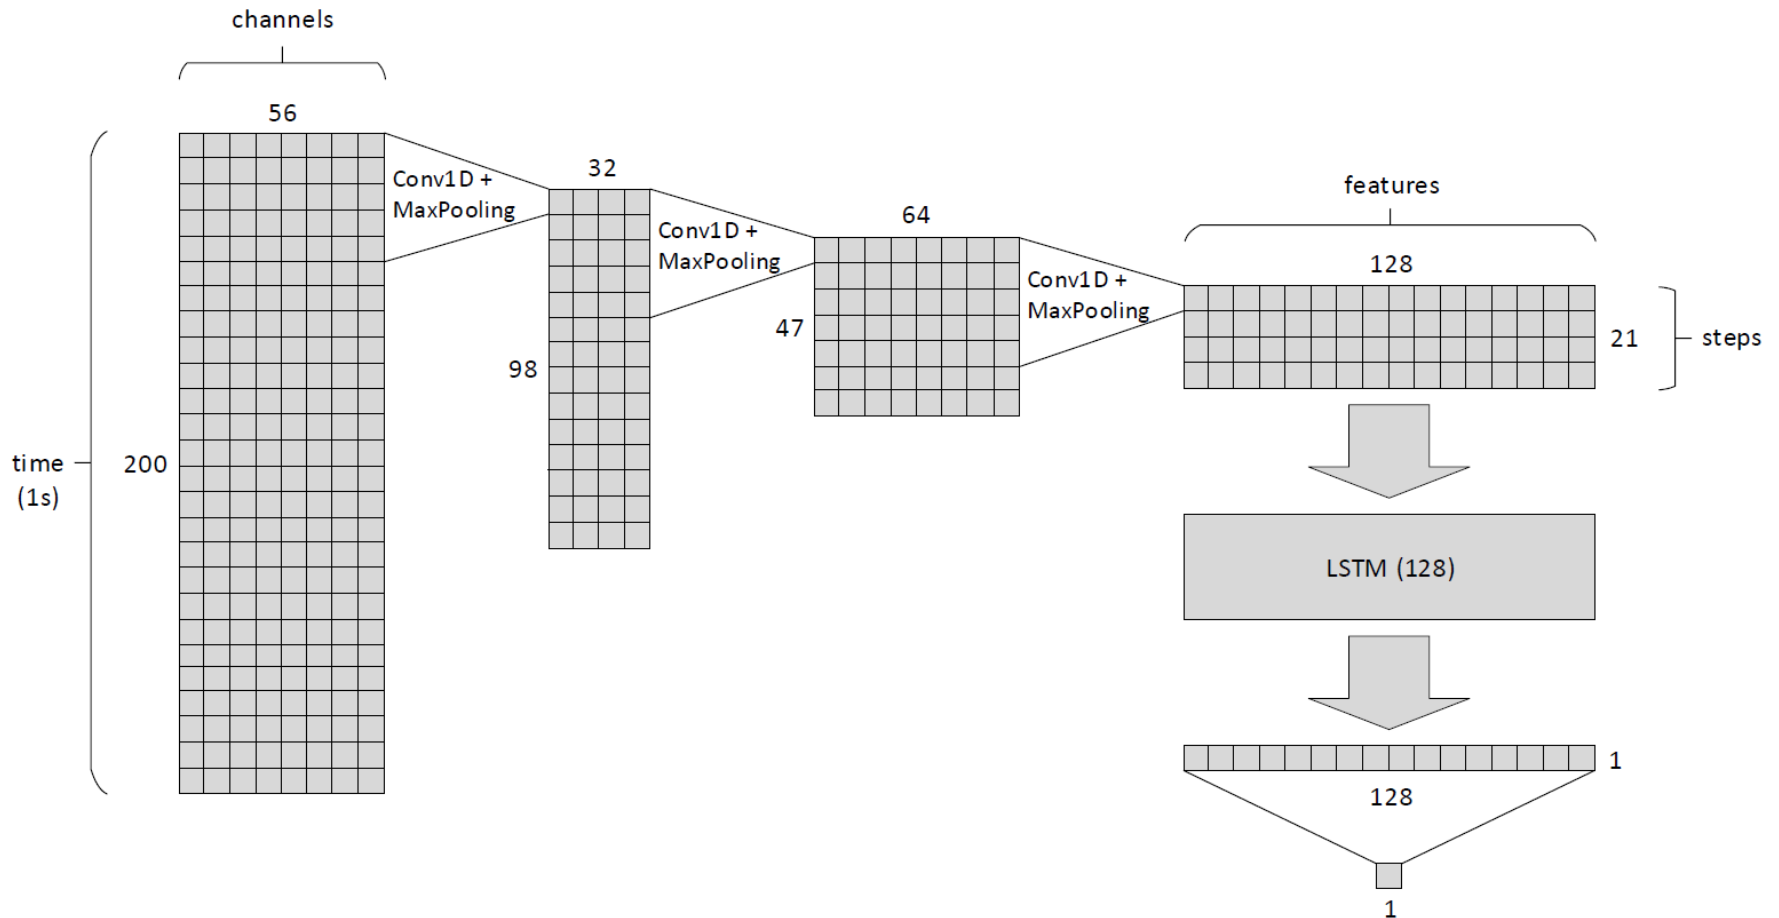 channels
56
time
(1s)
200
Conv1D +
MaxPooling
32
98
Conv1D +
MaxPooling
64
47
Conv1D +
MaxPooling
features
128
21
steps
LSTM (128)
1
128
1